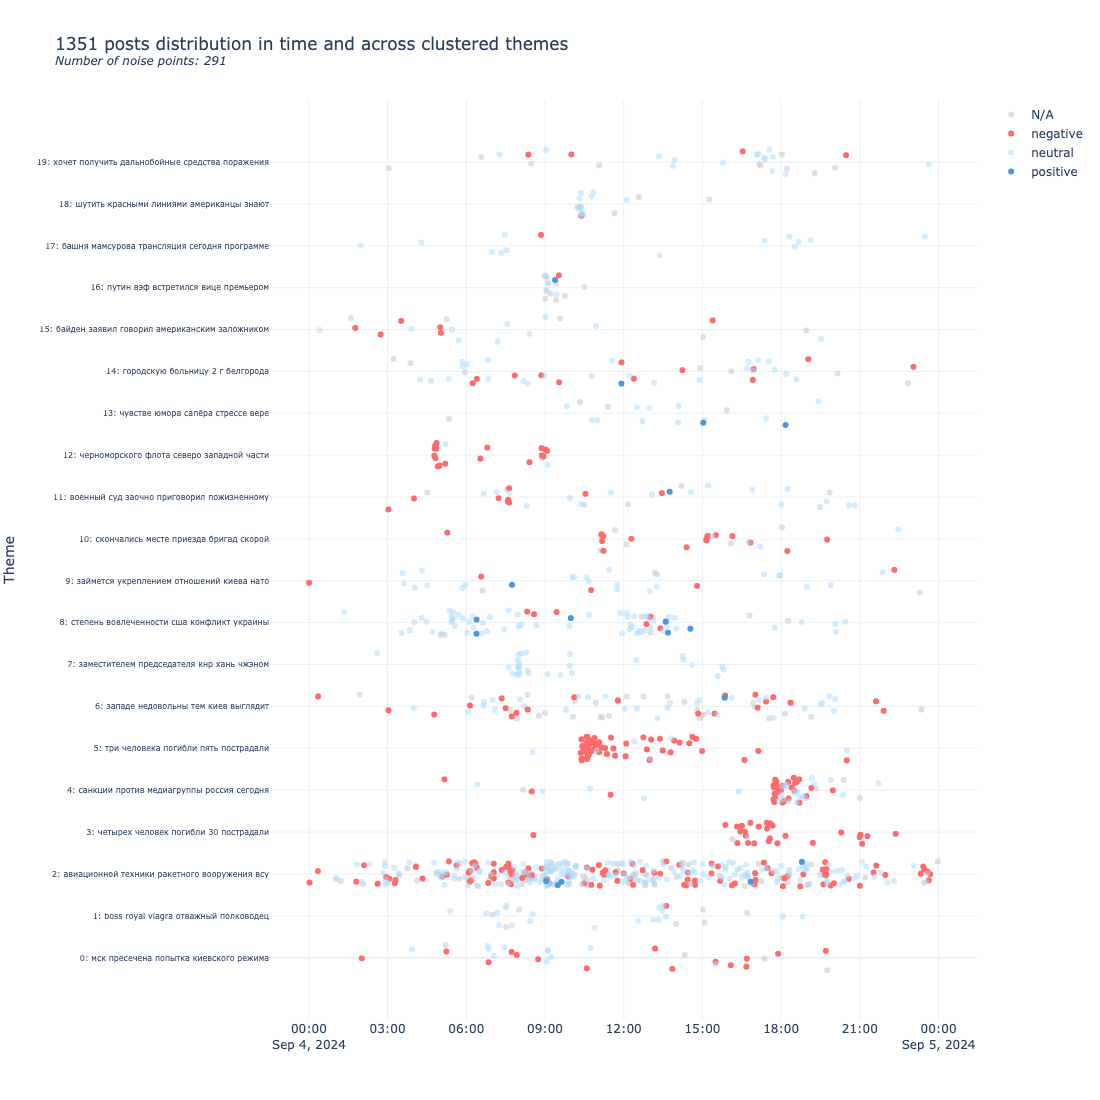 1351 posts distribution in time and across clustered themes
Number of noise points: 291
N/A
negative
neutral
positive
Theme
19: хочет получить дальнобойные средства поражения
18: шутить красными линиями американцы знают
17: башня мамсурова трансляция сегодня программе
16: путин вэф встретился вице премьером
15: байден заявил говорил американским заложником
14: городскую больницу 2 г белгорода
13: чувстве юмора сапёра стрессе вере
12: черноморского флота северо западной части
11: военный суд заочно приговорил пожизненному
10: скончались месте приезда бригад скорой
9: займется укреплением отношений киева нато
8: степень вовлеченности сша конфликт украины
7: заместителем председателя кнр хань чжэном
6: западе недовольны тем киев выглядит
5: три человека погибли пять пострадали
4: санкции против медиагруппы россия сегодня
3: четырех человек погибли 30 пострадали
2: авиационной техники ракетного вооружения всу
1: boss royal viagra отважный полководец
0: мск пресечена попытка киевского режима
00:00 03:00 06:00 09:00 12:00 15:00 18:00 21:00 00:00
Sep 4, 2024 Sep 5, 2024